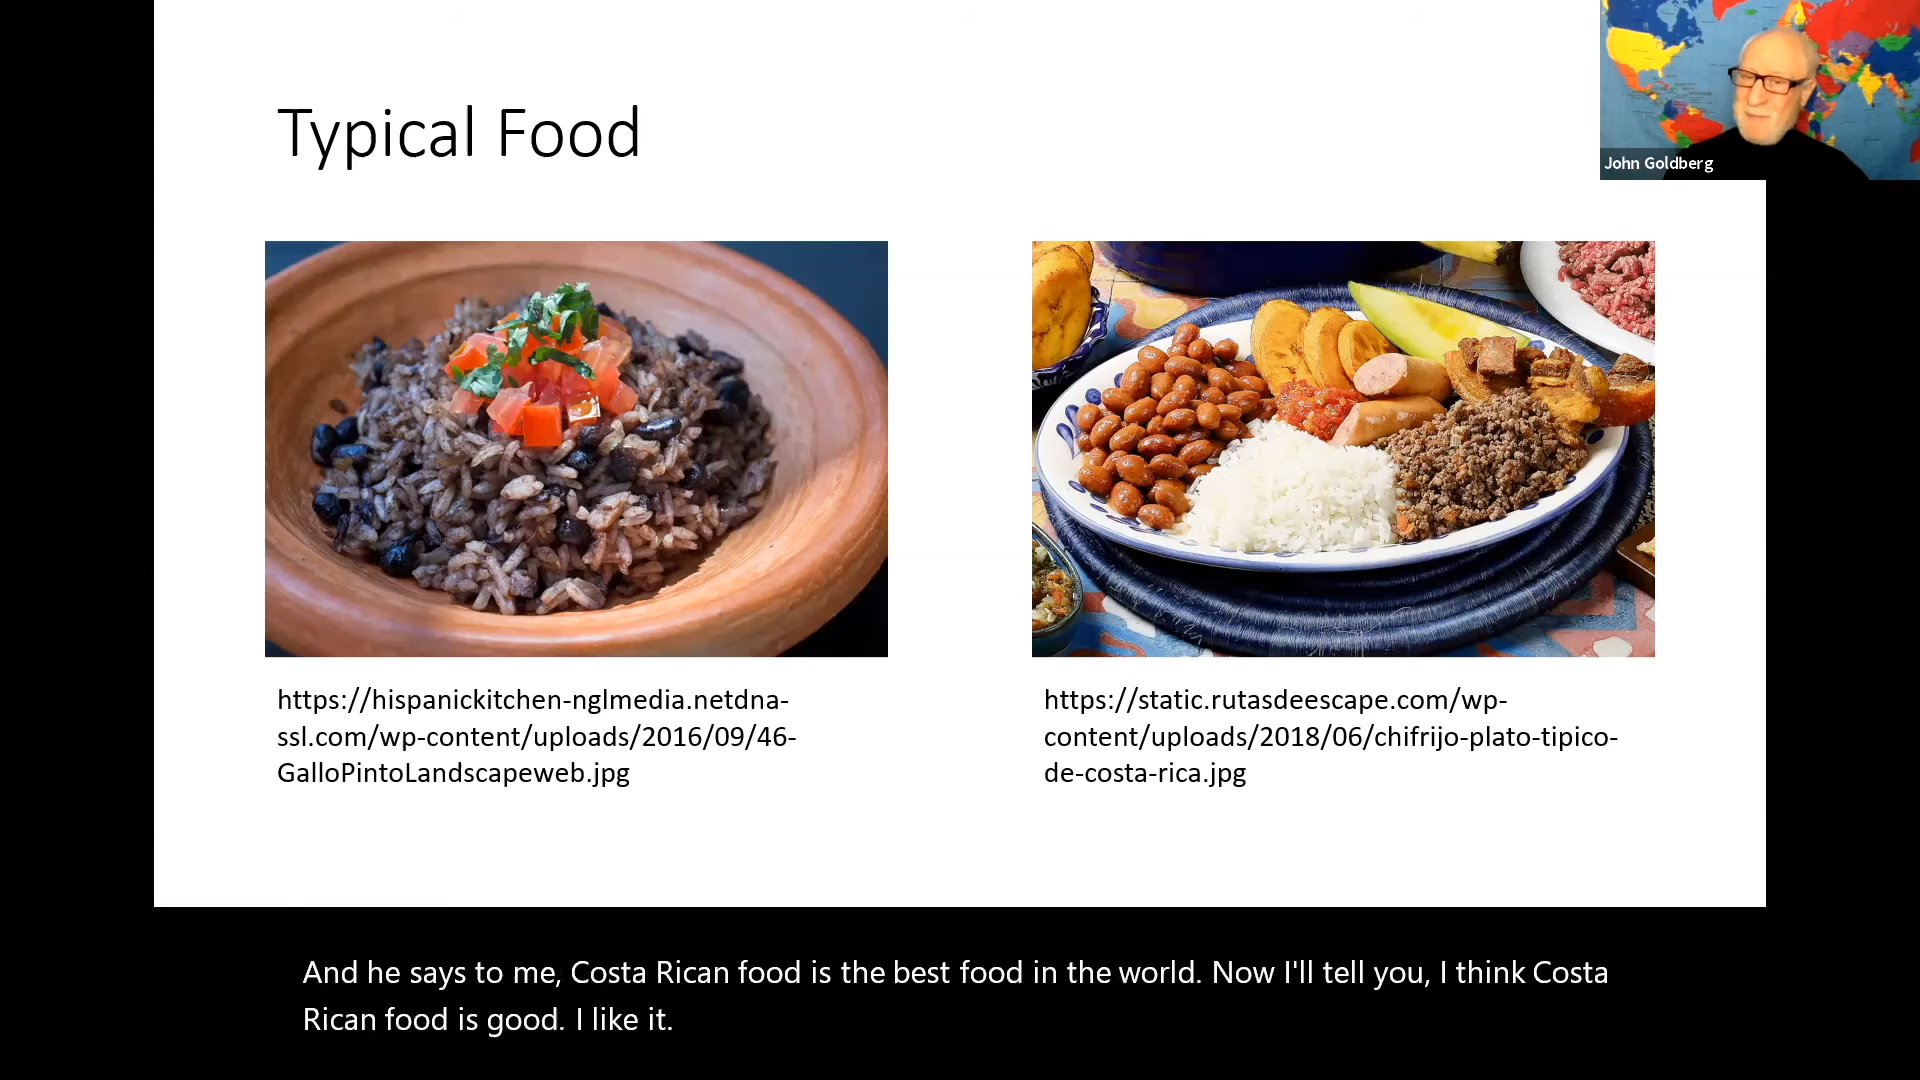 Typical Food
John Goldberg
https://hispanickitchen-nglmedia.netdna-
ssl.com/wp-content/uploads/2016/09/46-
GalloPintoLandscapeweb.jpg
https://static.rutasdeescape.com/wp-
content/uploads/2018/06/chifrijo-plato-tipico-
de-costa-rica.jpg
And he says to me, Costa Rican food is the best food in the world. Now I'll tell you, I think Costa
Rican food is good. I like it.